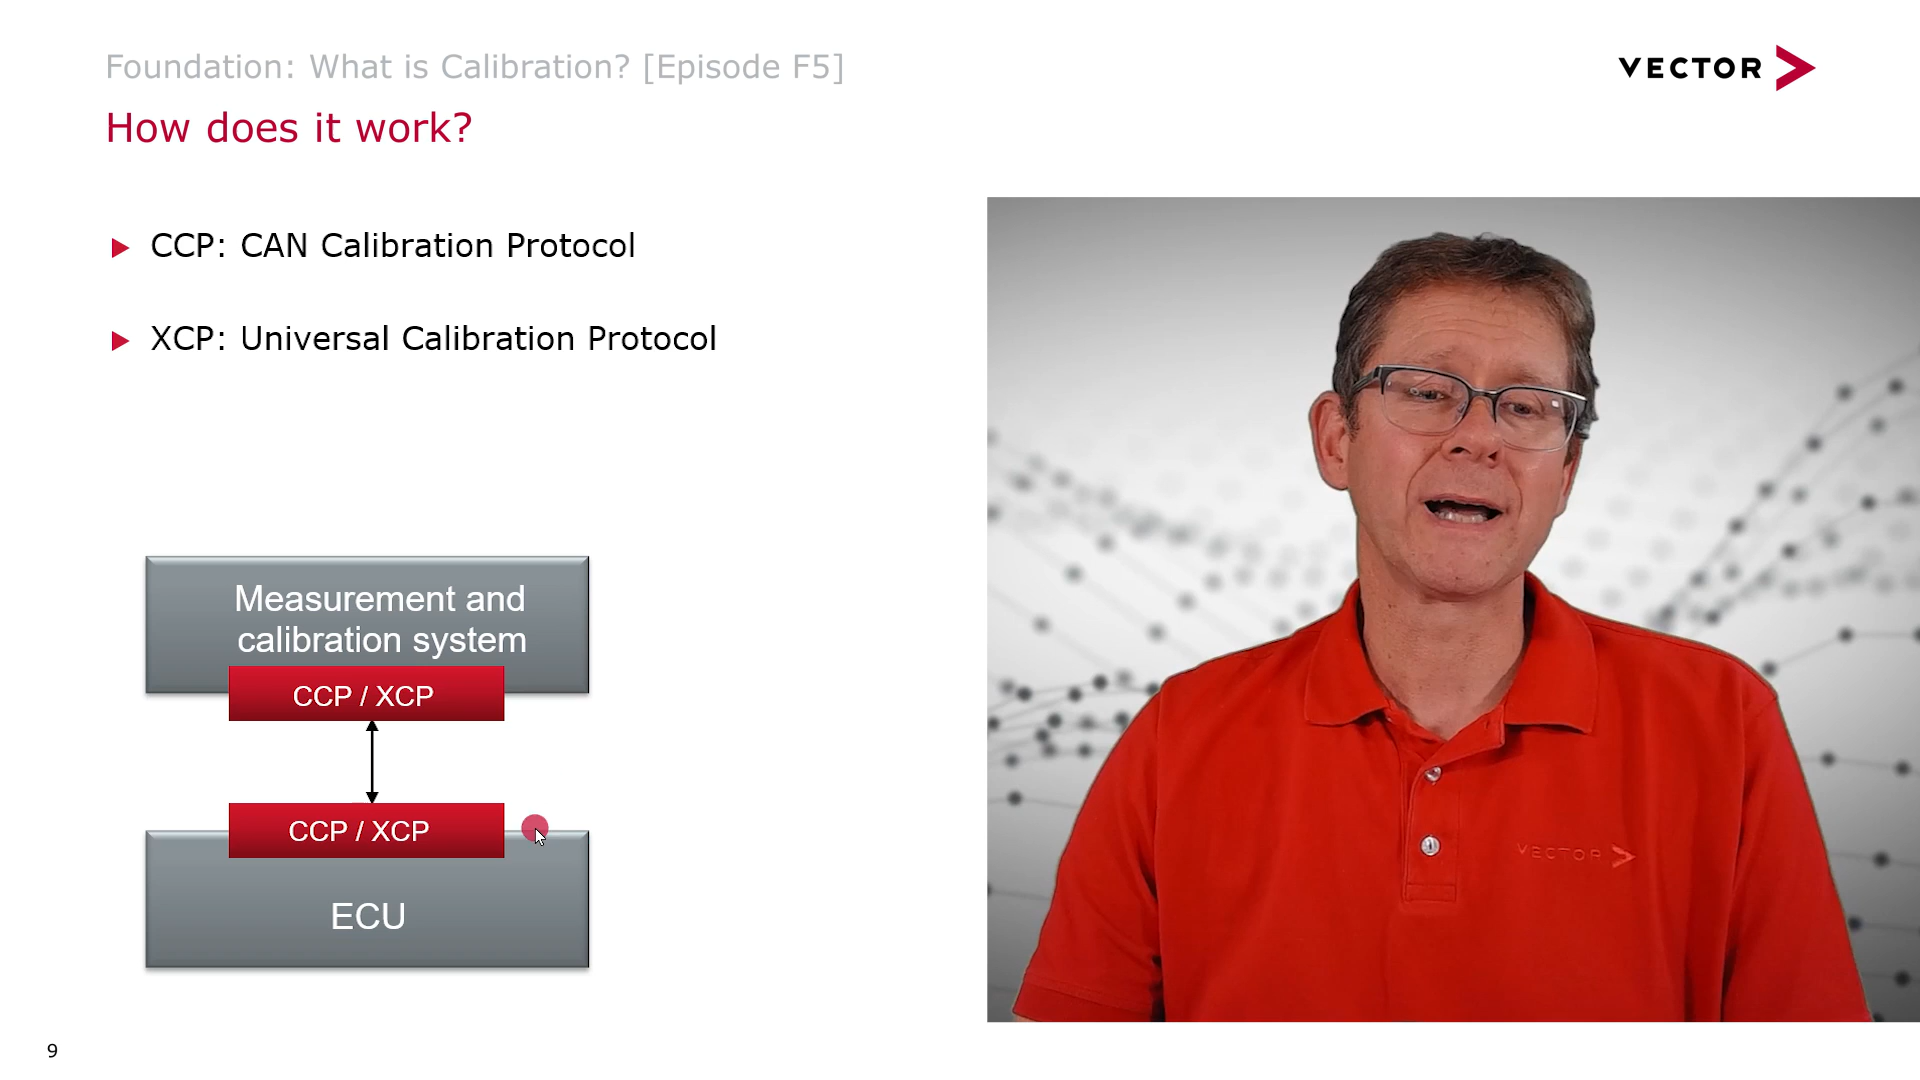 Foundation: What is Calibration? [Episode F5]
VECTOR
How does it work?
CCP: CAN Calibration Protocol
XCP: Universal Calibration Protocol
Measurement and
calibration system
CCP / XCP
CCP / XCP
ECU
VECTOR
9